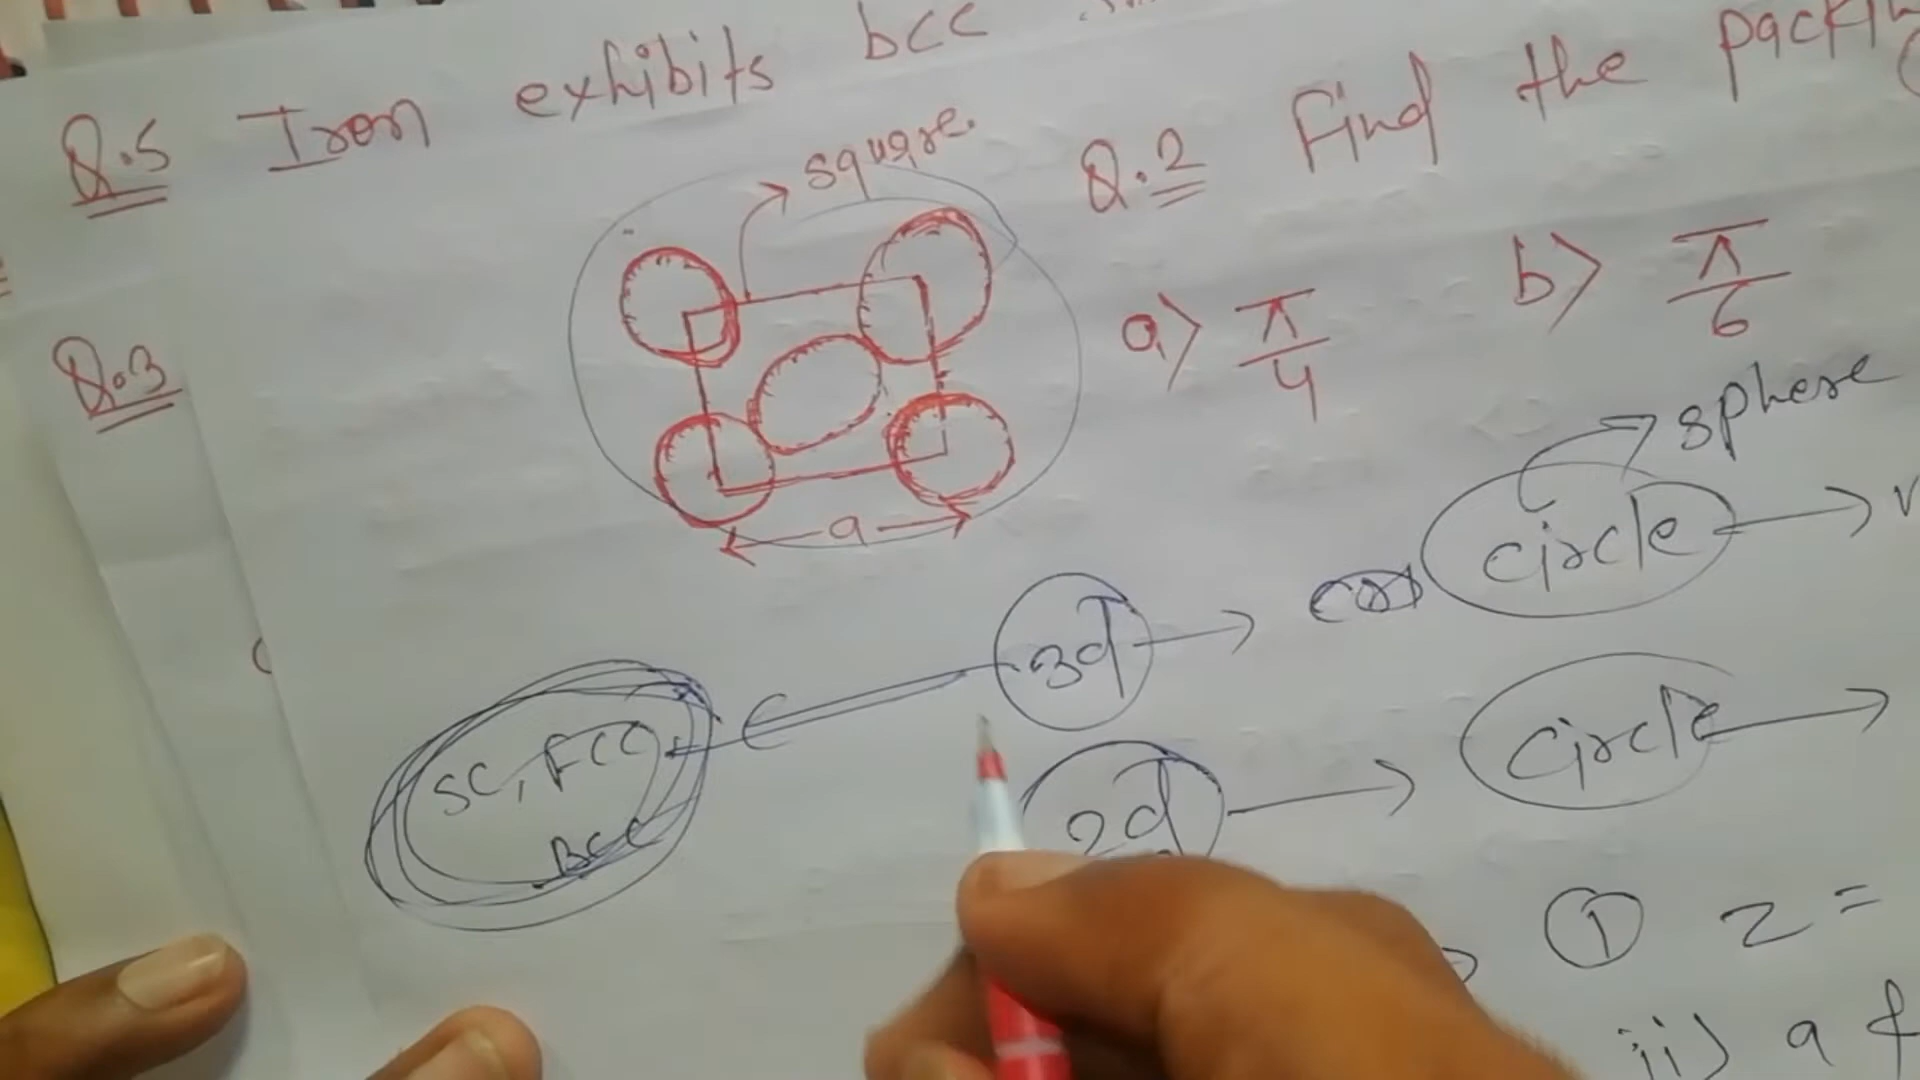 Q.5 Iron exhibits bcc
square.
Q.2 Find the
a) π/4 b) π/6
Q.3
sphere
circle
a
3d
SC, FCC,
BCC
circle
2d
① Z =
ii) a